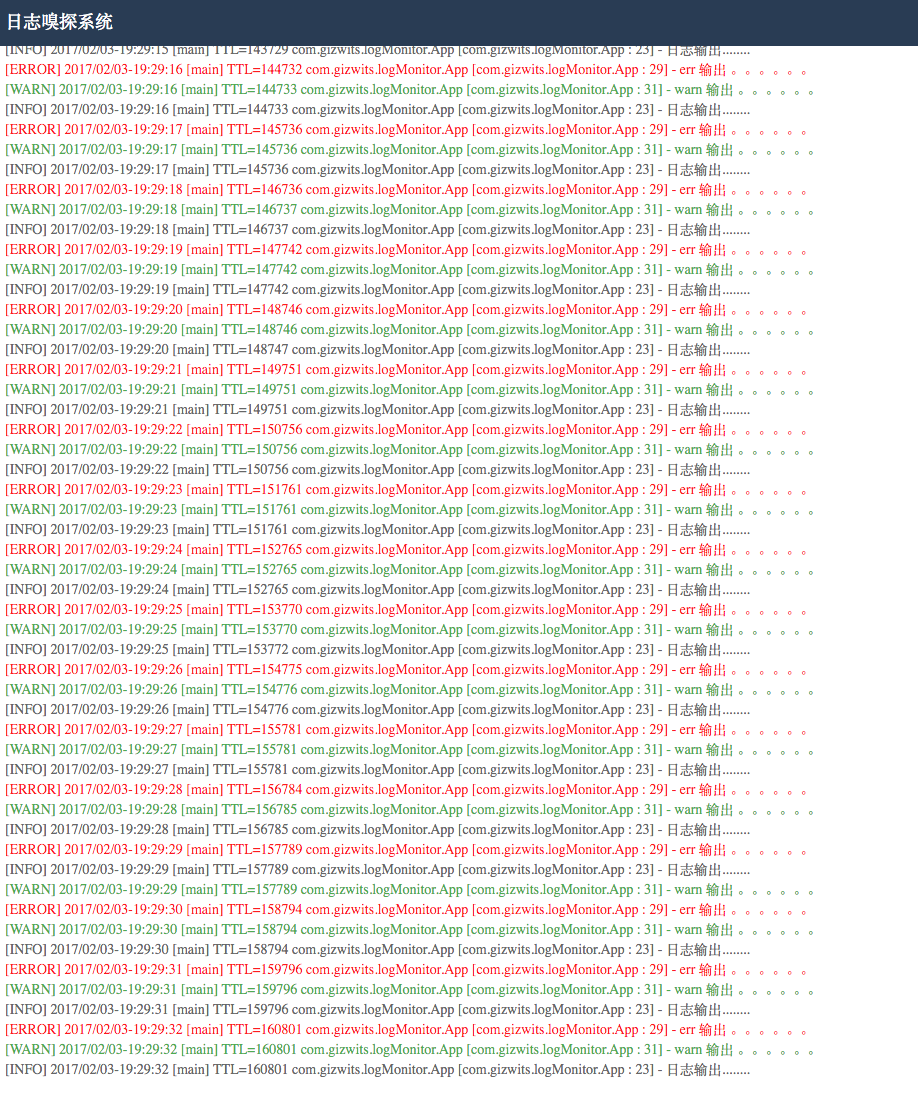 日志嗅探系统
[INFO] 2017/02/03-19:29:15 [main] TTL=143729 com.gizwits.logMonitor.App [com.gizwits.logMonitor.App : 23] - 日志输出........
[ERROR] 2017/02/03-19:29:16 [main] TTL=144732 com.gizwits.logMonitor.App [com.gizwits.logMonitor.App : 29] - err 输出 。。。。。。
[WARN] 2017/02/03-19:29:16 [main] TTL=144733 com.gizwits.logMonitor.App [com.gizwits.logMonitor.App : 31] - warn 输出 。。。。。。
[INFO] 2017/02/03-19:29:16 [main] TTL=144733 com.gizwits.logMonitor.App [com.gizwits.logMonitor.App : 23] - 日志输出........
[ERROR] 2017/02/03-19:29:17 [main] TTL=145736 com.gizwits.logMonitor.App [com.gizwits.logMonitor.App : 29] - err 输出 。。。。。。
[WARN] 2017/02/03-19:29:17 [main] TTL=145736 com.gizwits.logMonitor.App [com.gizwits.logMonitor.App : 31] - warn 输出 。。。。。。
[INFO] 2017/02/03-19:29:17 [main] TTL=145736 com.gizwits.logMonitor.App [com.gizwits.logMonitor.App : 23] - 日志输出........
[ERROR] 2017/02/03-19:29:18 [main] TTL=146736 com.gizwits.logMonitor.App [com.gizwits.logMonitor.App : 29] - err 输出 。。。。。。
[WARN] 2017/02/03-19:29:18 [main] TTL=146737 com.gizwits.logMonitor.App [com.gizwits.logMonitor.App : 31] - warn 输出 。。。。。。
[INFO] 2017/02/03-19:29:18 [main] TTL=146737 com.gizwits.logMonitor.App [com.gizwits.logMonitor.App : 23] - 日志输出........
[ERROR] 2017/02/03-19:29:19 [main] TTL=147742 com.gizwits.logMonitor.App [com.gizwits.logMonitor.App : 29] - err 输出 。。。。。。
[WARN] 2017/02/03-19:29:19 [main] TTL=147742 com.gizwits.logMonitor.App [com.gizwits.logMonitor.App : 31] - warn 输出 。。。。。。
[INFO] 2017/02/03-19:29:19 [main] TTL=147742 com.gizwits.logMonitor.App [com.gizwits.logMonitor.App : 23] - 日志输出........
[ERROR] 2017/02/03-19:29:20 [main] TTL=148746 com.gizwits.logMonitor.App [com.gizwits.logMonitor.App : 29] - err 输出 。。。。。。
[WARN] 2017/02/03-19:29:20 [main] TTL=148746 com.gizwits.logMonitor.App [com.gizwits.logMonitor.App : 31] - warn 输出 。。。。。。
[INFO] 2017/02/03-19:29:20 [main] TTL=148747 com.gizwits.logMonitor.App [com.gizwits.logMonitor.App : 23] - 日志输出........
[ERROR] 2017/02/03-19:29:21 [main] TTL=149751 com.gizwits.logMonitor.App [com.gizwits.logMonitor.App : 29] - err 输出 。。。。。。
[WARN] 2017/02/03-19:29:21 [main] TTL=149751 com.gizwits.logMonitor.App [com.gizwits.logMonitor.App : 31] - warn 输出 。。。。。。
[INFO] 2017/02/03-19:29:21 [main] TTL=149751 com.gizwits.logMonitor.App [com.gizwits.logMonitor.App : 23] - 日志输出........
[ERROR] 2017/02/03-19:29:22 [main] TTL=150756 com.gizwits.logMonitor.App [com.gizwits.logMonitor.App : 29] - err 输出 。。。。。。
[WARN] 2017/02/03-19:29:22 [main] TTL=150756 com.gizwits.logMonitor.App [com.gizwits.logMonitor.App : 31] - warn 输出 。。。。。。
[INFO] 2017/02/03-19:29:22 [main] TTL=150756 com.gizwits.logMonitor.App [com.gizwits.logMonitor.App : 23] - 日志输出........
[ERROR] 2017/02/03-19:29:23 [main] TTL=151761 com.gizwits.logMonitor.App [com.gizwits.logMonitor.App : 29] - err 输出 。。。。。。
[WARN] 2017/02/03-19:29:23 [main] TTL=151761 com.gizwits.logMonitor.App [com.gizwits.logMonitor.App : 31] - warn 输出 。。。。。。
[INFO] 2017/02/03-19:29:23 [main] TTL=151761 com.gizwits.logMonitor.App [com.gizwits.logMonitor.App : 23] - 日志输出........
[ERROR] 2017/02/03-19:29:24 [main] TTL=152765 com.gizwits.logMonitor.App [com.gizwits.logMonitor.App : 29] - err 输出 。。。。。。
[WARN] 2017/02/03-19:29:24 [main] TTL=152765 com.gizwits.logMonitor.App [com.gizwits.logMonitor.App : 31] - warn 输出 。。。。。。
[INFO] 2017/02/03-19:29:24 [main] TTL=152765 com.gizwits.logMonitor.App [com.gizwits.logMonitor.App : 23] - 日志输出........
[ERROR] 2017/02/03-19:29:25 [main] TTL=153770 com.gizwits.logMonitor.App [com.gizwits.logMonitor.App : 29] - err 输出 。。。。。。
[WARN] 2017/02/03-19:29:25 [main] TTL=153770 com.gizwits.logMonitor.App [com.gizwits.logMonitor.App : 31] - warn 输出 。。。。。。
[INFO] 2017/02/03-19:29:25 [main] TTL=153772 com.gizwits.logMonitor.App [com.gizwits.logMonitor.App : 23] - 日志输出........
[ERROR] 2017/02/03-19:29:26 [main] TTL=154775 com.gizwits.logMonitor.App [com.gizwits.logMonitor.App : 29] - err 输出 。。。。。。
[WARN] 2017/02/03-19:29:26 [main] TTL=154776 com.gizwits.logMonitor.App [com.gizwits.logMonitor.App : 31] - warn 输出 。。。。。。
[INFO] 2017/02/03-19:29:26 [main] TTL=154776 com.gizwits.logMonitor.App [com.gizwits.logMonitor.App : 23] - 日志输出........
[ERROR] 2017/02/03-19:29:27 [main] TTL=155781 com.gizwits.logMonitor.App [com.gizwits.logMonitor.App : 29] - err 输出 。。。。。。
[WARN] 2017/02/03-19:29:27 [main] TTL=155781 com.gizwits.logMonitor.App [com.gizwits.logMonitor.App : 31] - warn 输出 。。。。。。
[INFO] 2017/02/03-19:29:27 [main] TTL=155781 com.gizwits.logMonitor.App [com.gizwits.logMonitor.App : 23] - 日志输出........
[ERROR] 2017/02/03-19:29:28 [main] TTL=156784 com.gizwits.logMonitor.App [com.gizwits.logMonitor.App : 29] - err 输出 。。。。。。
[WARN] 2017/02/03-19:29:28 [main] TTL=156785 com.gizwits.logMonitor.App [com.gizwits.logMonitor.App : 31] - warn 输出 。。。。。。
[INFO] 2017/02/03-19:29:28 [main] TTL=156785 com.gizwits.logMonitor.App [com.gizwits.logMonitor.App : 23] - 日志输出........
[ERROR] 2017/02/03-19:29:29 [main] TTL=157789 com.gizwits.logMonitor.App [com.gizwits.logMonitor.App : 29] - err 输出 。。。。。。
[INFO] 2017/02/03-19:29:29 [main] TTL=157789 com.gizwits.logMonitor.App [com.gizwits.logMonitor.App : 23] - 日志输出........
[WARN] 2017/02/03-19:29:29 [main] TTL=157789 com.gizwits.logMonitor.App [com.gizwits.logMonitor.App : 31] - warn 输出 。。。。。。
[ERROR] 2017/02/03-19:29:30 [main] TTL=158794 com.gizwits.logMonitor.App [com.gizwits.logMonitor.App : 29] - err 输出 。。。。。。
[WARN] 2017/02/03-19:29:30 [main] TTL=158794 com.gizwits.logMonitor.App [com.gizwits.logMonitor.App : 31] - warn 输出 。。。。。。
[INFO] 2017/02/03-19:29:30 [main] TTL=158794 com.gizwits.logMonitor.App [com.gizwits.logMonitor.App : 23] - 日志输出........
[ERROR] 2017/02/03-19:29:31 [main] TTL=159796 com.gizwits.logMonitor.App [com.gizwits.logMonitor.App : 29] - err 输出 。。。。。。
[WARN] 2017/02/03-19:29:31 [main] TTL=159796 com.gizwits.logMonitor.App [com.gizwits.logMonitor.App : 31] - warn 输出 。。。。。。
[INFO] 2017/02/03-19:29:31 [main] TTL=159796 com.gizwits.logMonitor.App [com.gizwits.logMonitor.App : 23] - 日志输出........
[ERROR] 2017/02/03-19:29:32 [main] TTL=160801 com.gizwits.logMonitor.App [com.gizwits.logMonitor.App : 29] - err 输出 。。。。。。
[WARN] 2017/02/03-19:29:32 [main] TTL=160801 com.gizwits.logMonitor.App [com.gizwits.logMonitor.App : 31] - warn 输出 。。。。。。
[INFO] 2017/02/03-19:29:32 [main] TTL=160801 com.gizwits.logMonitor.App [com.gizwits.logMonitor.App : 23] - 日志输出........